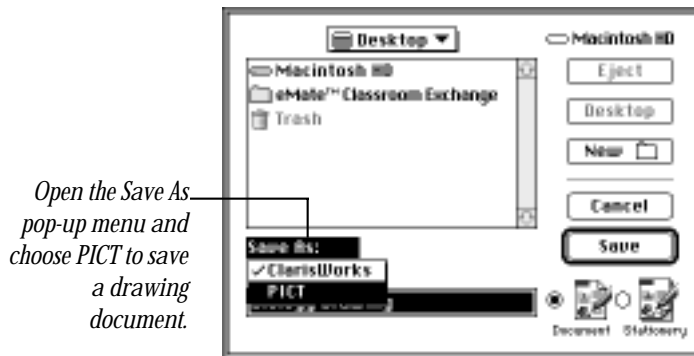 Desktop
Macintosh HD
Macintosh HD
eMate™ Classroom Exchange
Trash
Eject
Desktop
New
Cancel
Save
Open the Save As
pop-up menu and
choose PICT to save
a drawing
document.
Save As:
✓ClarisWorks
PICT
Document Stationery